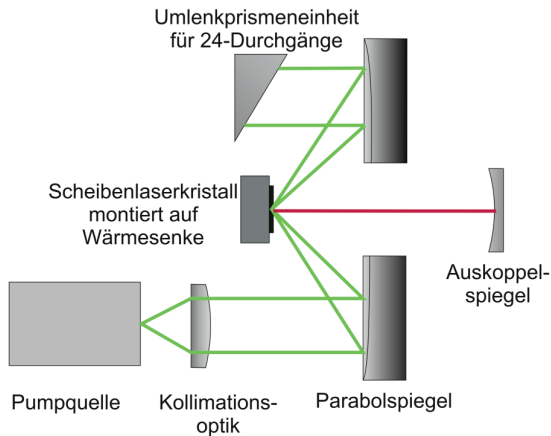 Umlenkprismeneinheit
für 24-Durchgänge
Scheibenlaserkristall
montiert auf
Wärmesenke
Auskoppel-
spiegel
Pumpquelle
Kollimations-
optik
Parabolspiegel